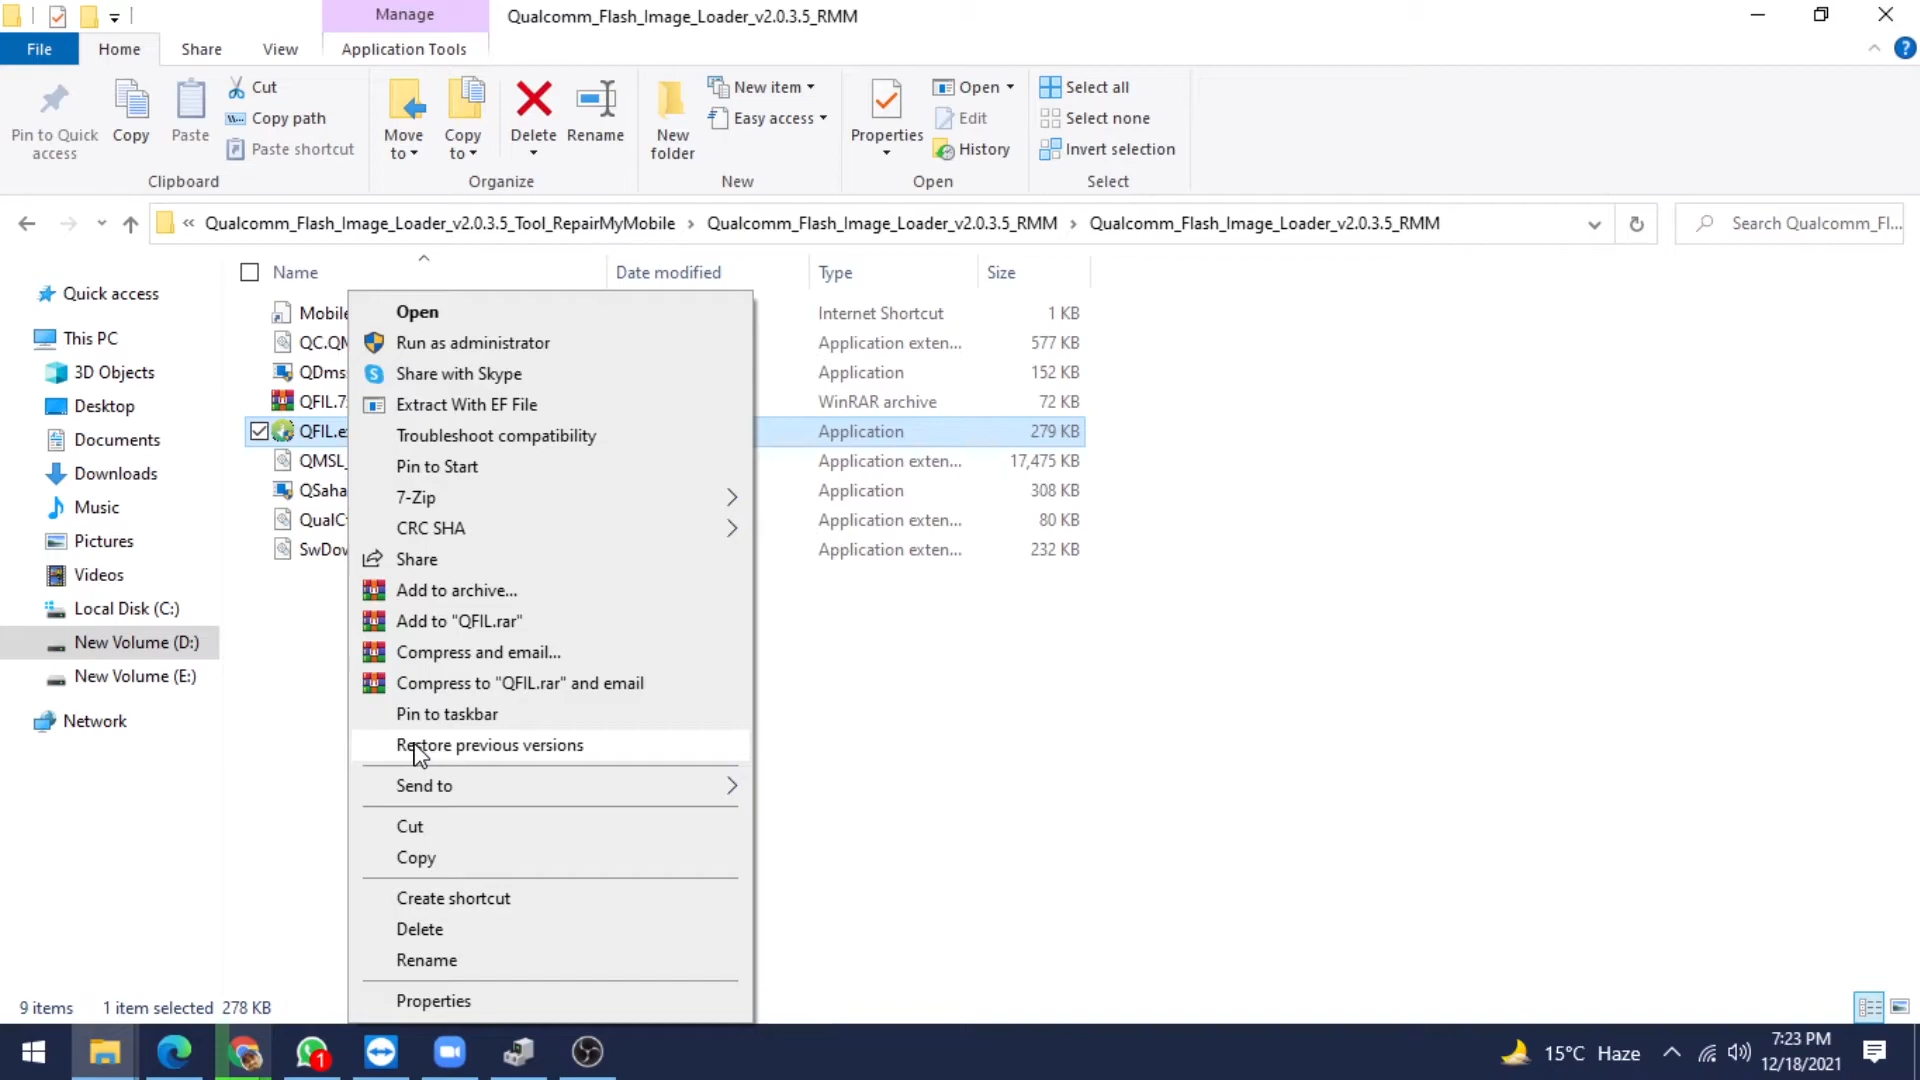 Manage
Qualcomm_Flash_Image_Loader_v2.0.3.5_RMM
File
Home
Share
View
Application Tools
Pin to Quick access
Copy
Paste
Cut
Copy path
Paste shortcut
Clipboard
Move to
Copy to
Delete
Rename
Organize
New folder
New item
Easy access
New
Properties
Open
Edit
History
Open
Select all
Select none
Invert selection
Select
« Qualcomm_Flash_Image_Loader_v2.0.3.5_Tool_RepairMyMobile > Qualcomm_Flash_Image_Loader_v2.0.3.5_RMM > Qualcomm_Flash_Image_Loader_v2.0.3.5_RMM
Search Qualcomm_Fl...
Quick access
This PC
3D Objects
Desktop
Documents
Downloads
Music
Pictures
Videos
Local Disk (C:)
New Volume (D:)
New Volume (E:)
Network
Name Date modified Type Size
Mobile Internet Shortcut 1 KB
QC.QM Application exten... 577 KB
QDms Application 152 KB
QFIL.7 WinRAR archive 72 KB
QFIL.e Application 279 KB
QMSL_ Application exten... 17,475 KB
QSaha Application 308 KB
QualC Application exten... 80 KB
SwDow Application exten... 232 KB
Open
Run as administrator
Share with Skype
Extract With EF File
Troubleshoot compatibility
Pin to Start
7-Zip
CRC SHA
Share
Add to archive...
Add to "QFIL.rar"
Compress and email...
Compress to "QFIL.rar" and email
Pin to taskbar
Restore previous versions
Send to
Cut
Copy
Create shortcut
Delete
Rename
Properties
9 items 1 item selected 278 KB
1
15°C Haze
7:23 PM
12/18/2021